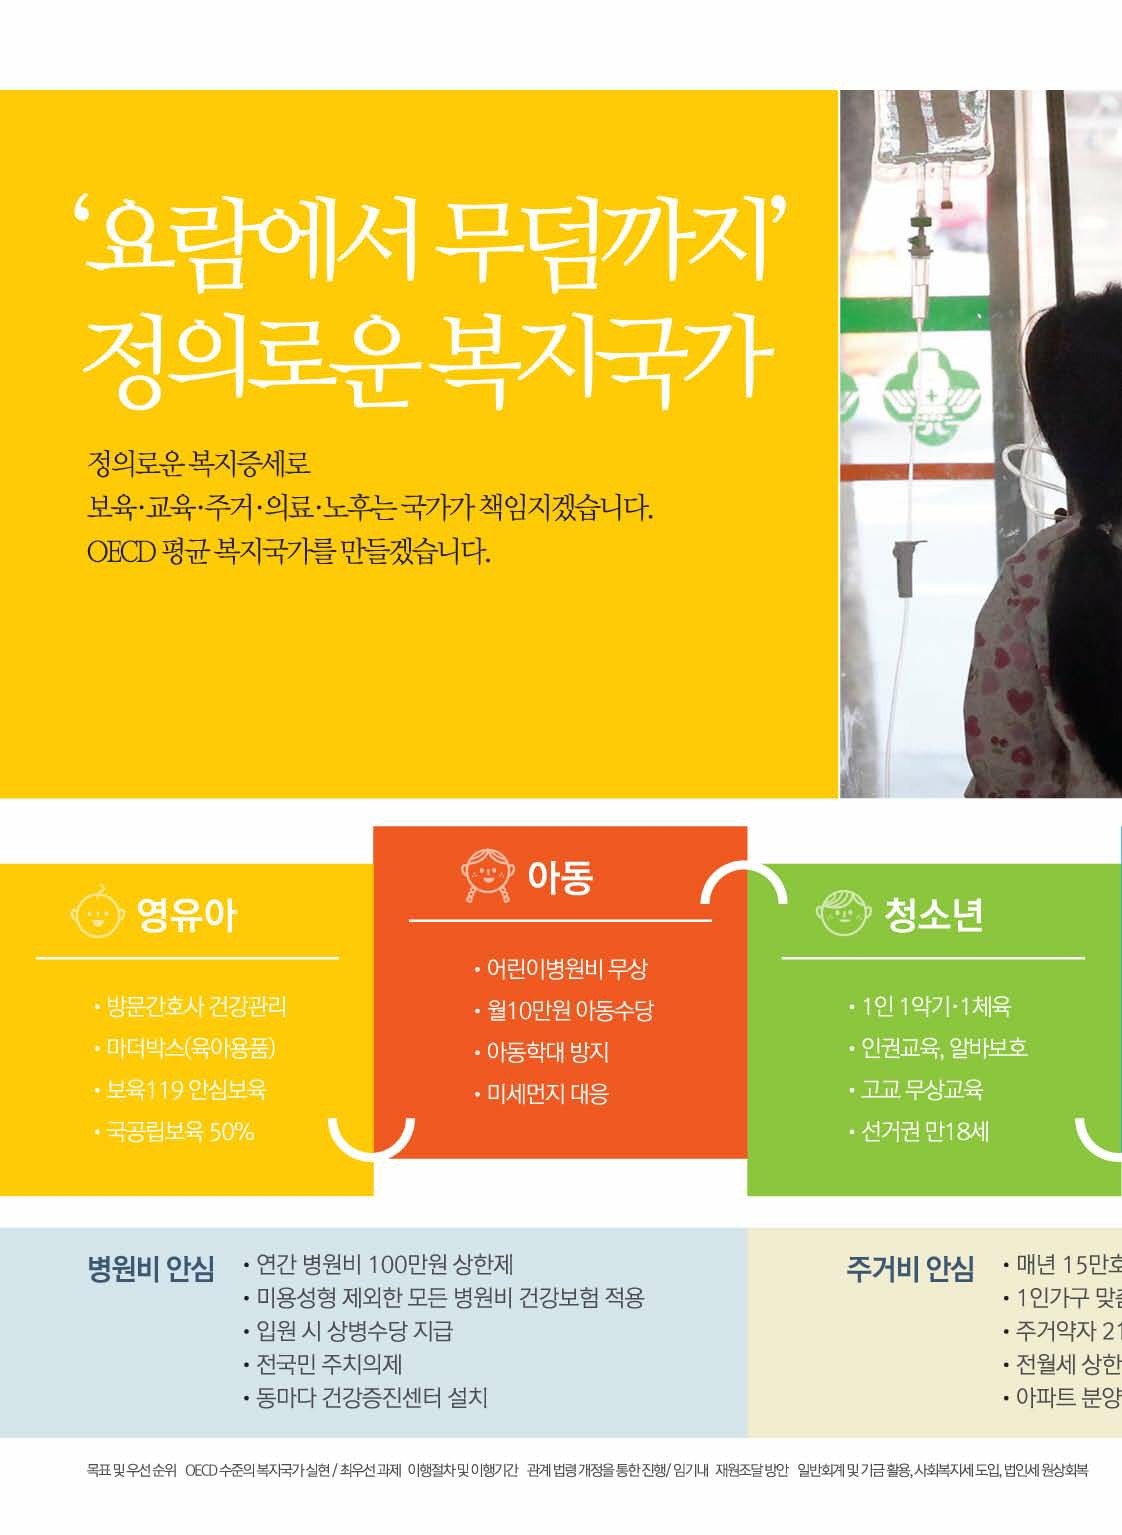 ‘요람에서 무덤까지’
정의로운 복지국가
정의로운 복지증세로
보육·교육·주거·의료·노후는 국가가 책임지겠습니다.
OECD 평균 복지국가를 만들겠습니다.
영유아
• 방문간호사 건강관리
• 마더박스(육아용품)
• 보육119 안심보육
• 국공립보육 50%
아동
• 어린이병원비 무상
• 월10만원 아동수당
• 아동학대 방지
• 미세먼지 대응
청소년
• 1인 1악기·1체육
• 인권교육, 알바보호
• 고교 무상교육
• 선거권 만18세
병원비 안심
• 연간 병원비 100만원 상한제
• 미용성형 제외한 모든 병원비 건강보험 적용
• 입원 시 상병수당 지급
• 전국민 주치의제
• 동마다 건강증진센터 설치
주거비 안심
• 매년 15만호
• 1인가구 맞춤
• 주거약자 21
• 전월세 상한
• 아파트 분양
목표 및 우선 순위 OECD 수준의 복지국가 실현 / 최우선 과제 이행절차 및 이행기간 관계 법령 개정을 통한 진행/ 임기내 재원조달 방안 일반회계 및 기금 활용, 사회복지세 도입, 법인세 원상회복